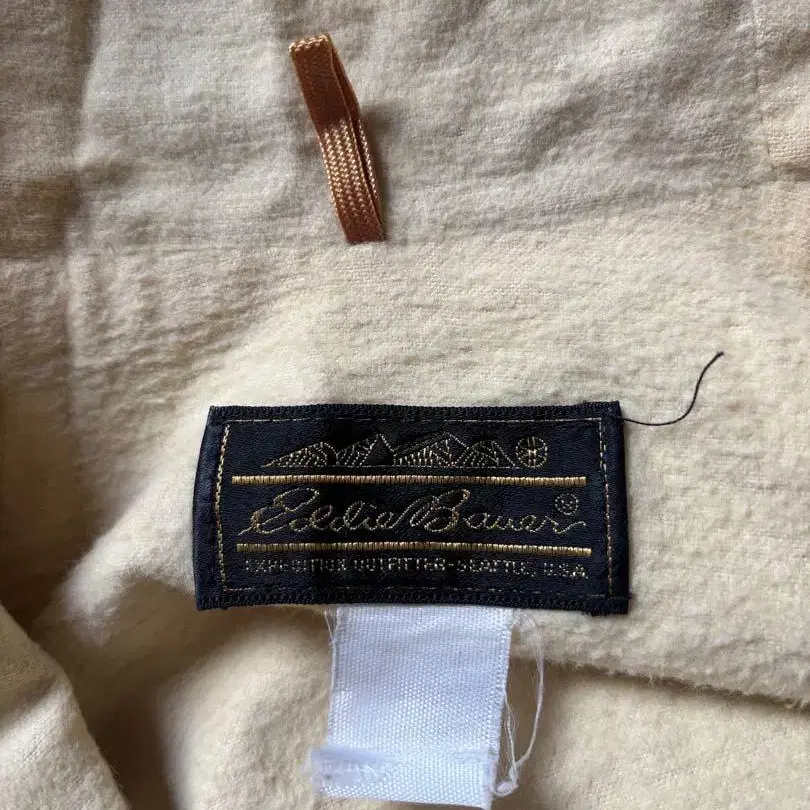 Eddie Bauer ®
EXPEDITION OUTFITTER-SEATTLE, U.S.A.